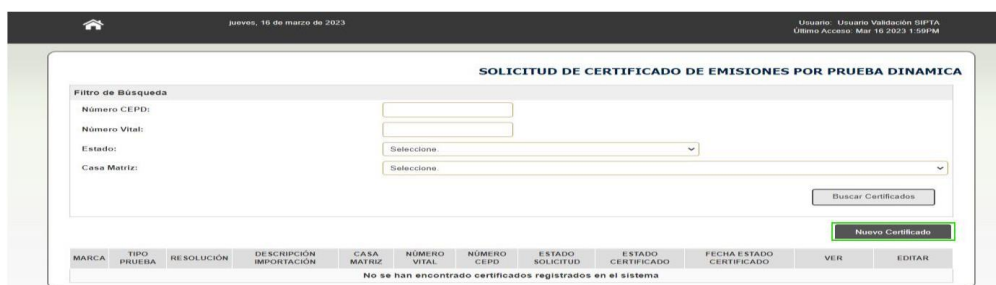 jueves, 16 de marzo de 2023
Usuario: Usuario Validación SIPTA
Último Acceso: Mar 16 2023 1:59PM
SOLICITUD DE CERTIFICADO DE EMISIONES POR PRUEBA DINAMICA
Filtro de Búsqueda
Número CEPD:
Número Vital:
Estado: Seleccione.
Casa Matriz: Seleccione.
Buscar Certificados
Nuevo Certificado
MARCA TIPO PRUEBA RESOLUCIÓN DESCRIPCIÓN IMPORTACIÓN CASA MATRIZ NÚMERO VITAL NÚMERO CEPD ESTADO SOLICITUD ESTADO CERTIFICADO FECHA ESTADO CERTIFICADO VER EDITAR
No se han encontrado certificados registrados en el sistema